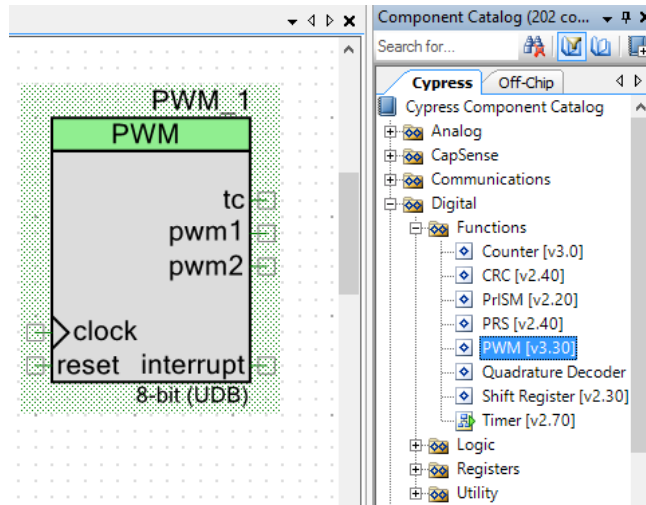 PWM_1
PWM
tc
pwm1
pwm2
clock
reset interrupt
8-bit (UDB)
Component Catalog (202 co...
Search for...
Cypress Off-Chip
Cypress Component Catalog
Analog
CapSense
Communications
Digital
Functions
Counter [v3.0]
CRC [v2.40]
PrISM [v2.20]
PRS [v2.40]
PWM [v3.30]
Quadrature Decoder
Shift Register [v2.30]
Timer [v2.70]
Logic
Registers
Utility